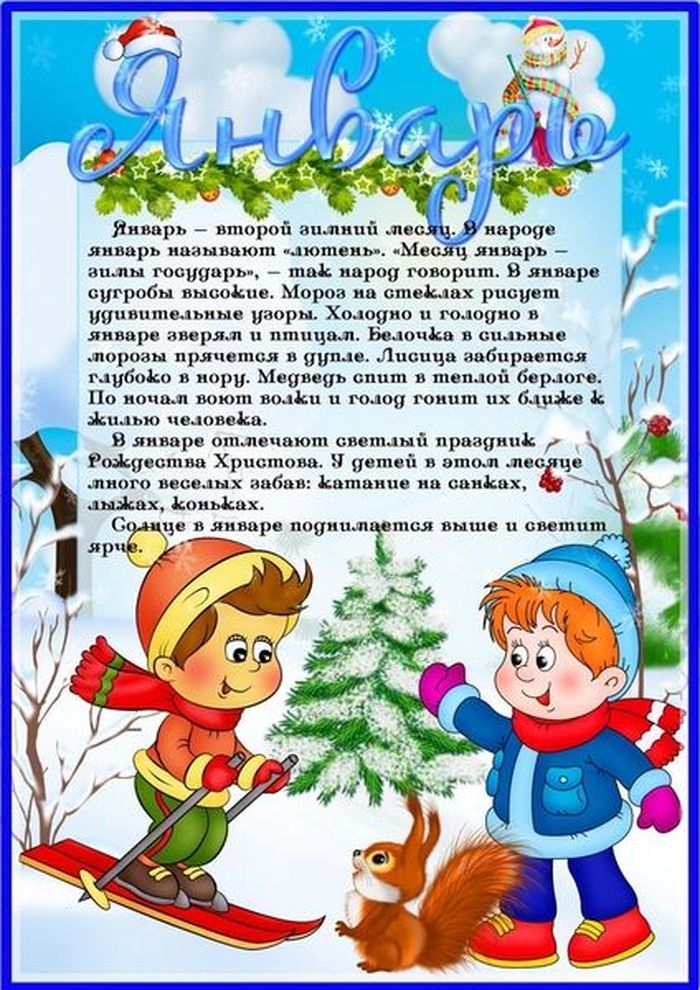 Январь
Январь – второй зимний месяц. В народе
январь называют «лютень». «Месяц январь –
зимы государь», – так народ говорит. В январе
сугробы высокие. Мороз на стеклах рисует
удивительные узоры. Холодно и голодно в
январе зверям и птицам. Белочка в сильные
морозы прячется в дупле. Лисица забирается
глубоко в нору. Медведь спит в теплой берлоге.
По ночам воют волки и голод гонит их ближе к
жилью человека.
В январе отмечают светлый праздник
Рождества Христова. У детей в этом месяце
много веселых забав: катание на санках,
лыжах, коньках.
Солнце в январе поднимается выше и светит
ярче.